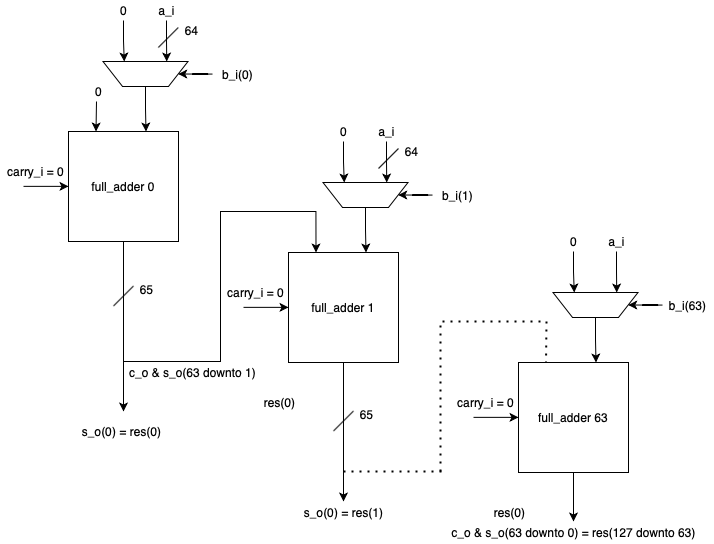 0
a_i
64
b_i(0)
0
carry_i = 0
full_adder 0
65
c_o & s_o(63 downto 1)
s_o(0) = res(0)
0
a_i
64
b_i(1)
carry_i = 0
full_adder 1
res(0)
65
s_o(0) = res(1)
0
a_i
b_i(63)
carry_i = 0
full_adder 63
res(0)
c_o & s_o(63 downto 0) = res(127 downto 63)